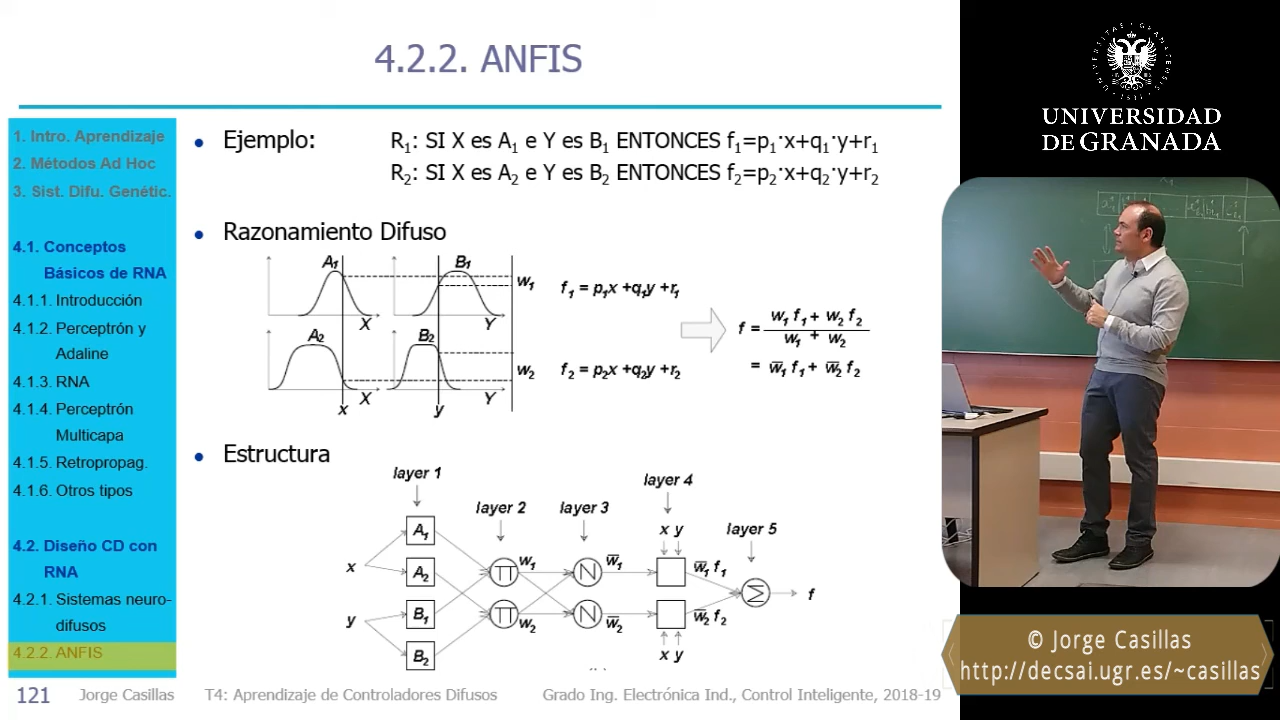 4.2.2. ANFIS
1. Intro. Aprendizaje
2. Métodos Ad Hoc
3. Sist. Difu. Genétic.
4.1. Conceptos
Básicos de RNA
4.1.1. Introducción
4.1.2. Perceptrón y
Adaline
4.1.3. RNA
4.1.4. Perceptrón
Multicapa
4.1.5. Retropropag.
4.1.6. Otros tipos
4.2. Diseño CD con
RNA
4.2.1. Sistemas neuro-
difusos
4.2.2. ANFIS
• Ejemplo:
R₁: SI X es A₁ e Y es B₁ ENTONCES f₁=p₁·x+q₁·y+r₁
R₂: SI X es A₂ e Y es B₂ ENTONCES f₂=p₂·x+q₂·y+r₂
• Razonamiento Difuso
A₁ B₁
w₁
X Y
f₁ = p₁x +q₁y +r₁
A₂ B₂
w₂
X Y
x y
f₂ = p₂x +q₂y +r₂
f = w₁ f₁ + w₂ f₂
w₁ + w₂
= w̅₁ f₁ + w̅₂ f₂
• Estructura
layer 1
layer 2
layer 3
layer 4
layer 5
x y
x
y
A₁
A₂
B₁
B₂
Π w₁ N w̅₁ w̅₁ f₁
Π w₂ N w̅₂ w̅₂ f₂
Σ f
x y
121 Jorge Casillas T4: Aprendizaje de Controladores Difusos Grado Ing. Electrónica Ind., Control Inteligente, 2018-19
UNIVERSIDAD
DE GRANADA
© Jorge Casillas
http://decsai.ugr.es/~casillas